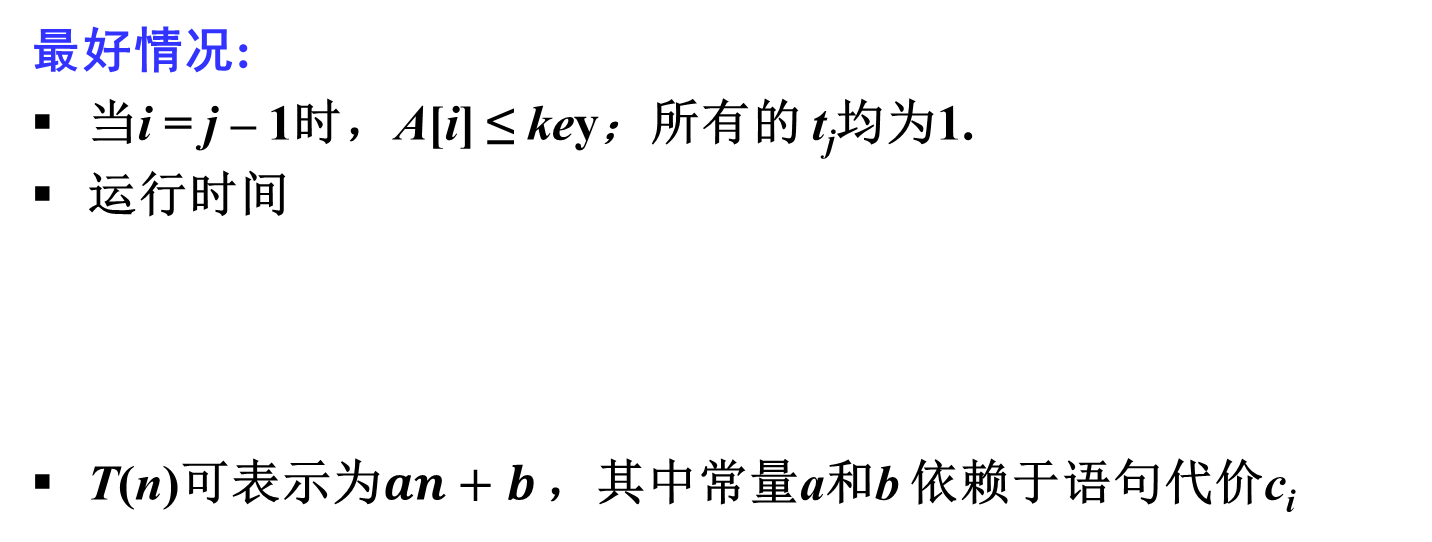 最好情况:
▪ 当i = j – 1时，A[i] ≤ key；所有的 tj均为1.
▪ 运行时间
▪ T(n)可表示为an + b，其中常量a和b 依赖于语句代价ci